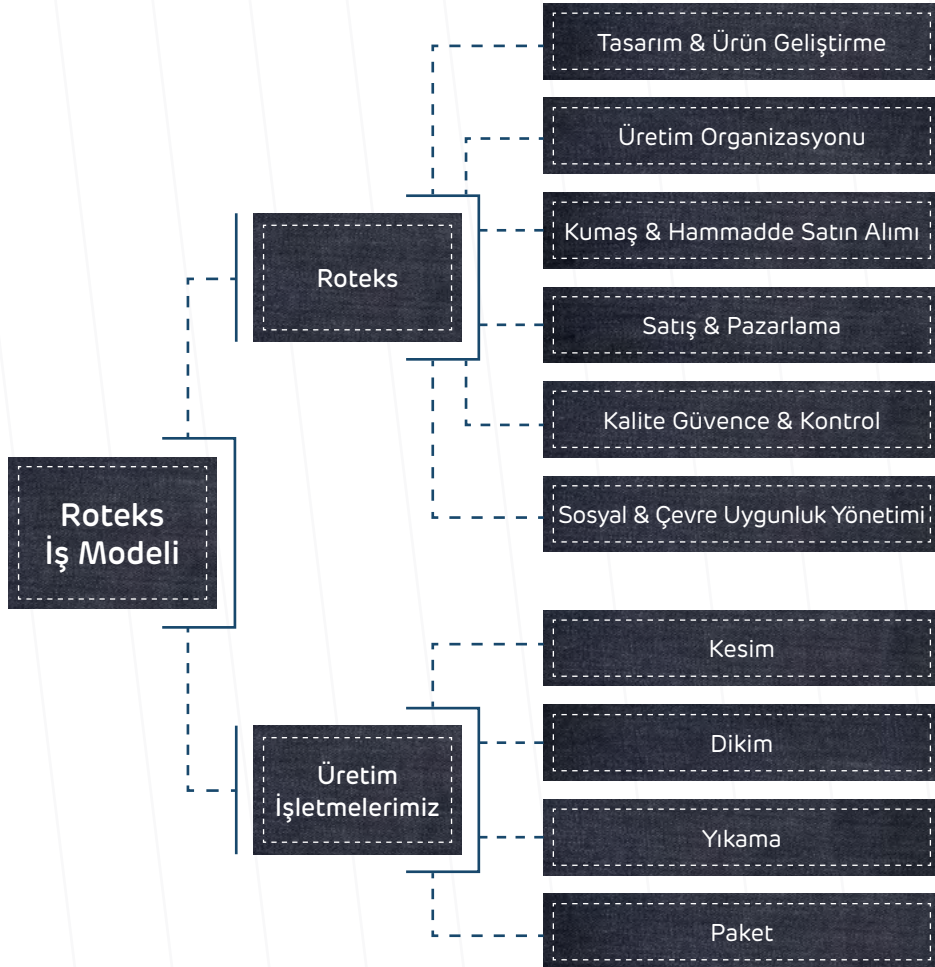 Roteks
İş Modeli
Roteks
Tasarım & Ürün Geliştirme
Üretim Organizasyonu
Kumaş & Hammadde Satın Alımı
Satış & Pazarlama
Kalite Güvence & Kontrol
Sosyal & Çevre Uygunluk Yönetimi
Üretim
İşletmelerimiz
Kesim
Dikim
Yıkama
Paket